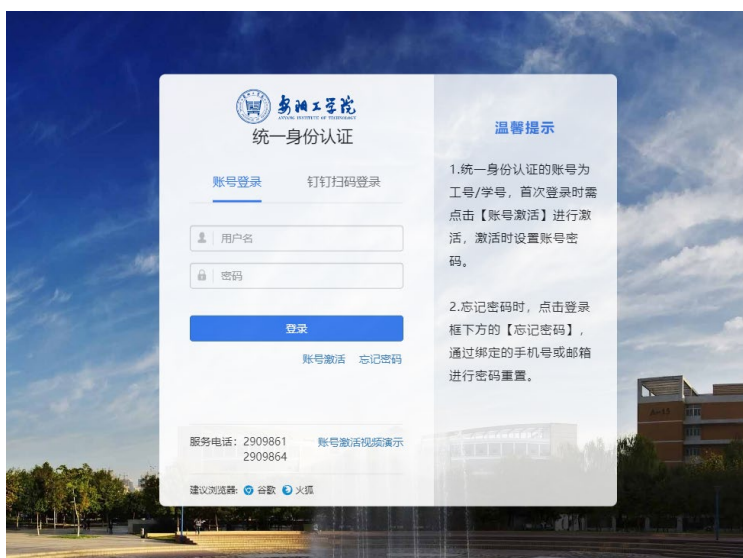 安阳工学院
ANYANG INSTITUTE OF TECHNOLOGY
统一身份认证
账号登录
钉钉扫码登录
用户名
密码
登录
账号激活 忘记密码
服务电话: 2909861 账号激活视频演示
2909864
建议浏览器: 谷歌 火狐
温馨提示
1.统一身份认证的账号为
工号/学号，首次登录时需
点击【账号激活】进行激
活，激活时设置账号密
码。
2.忘记密码时，点击登录
框下方的【忘记密码】，
通过绑定的手机号或邮箱
进行密码重置。